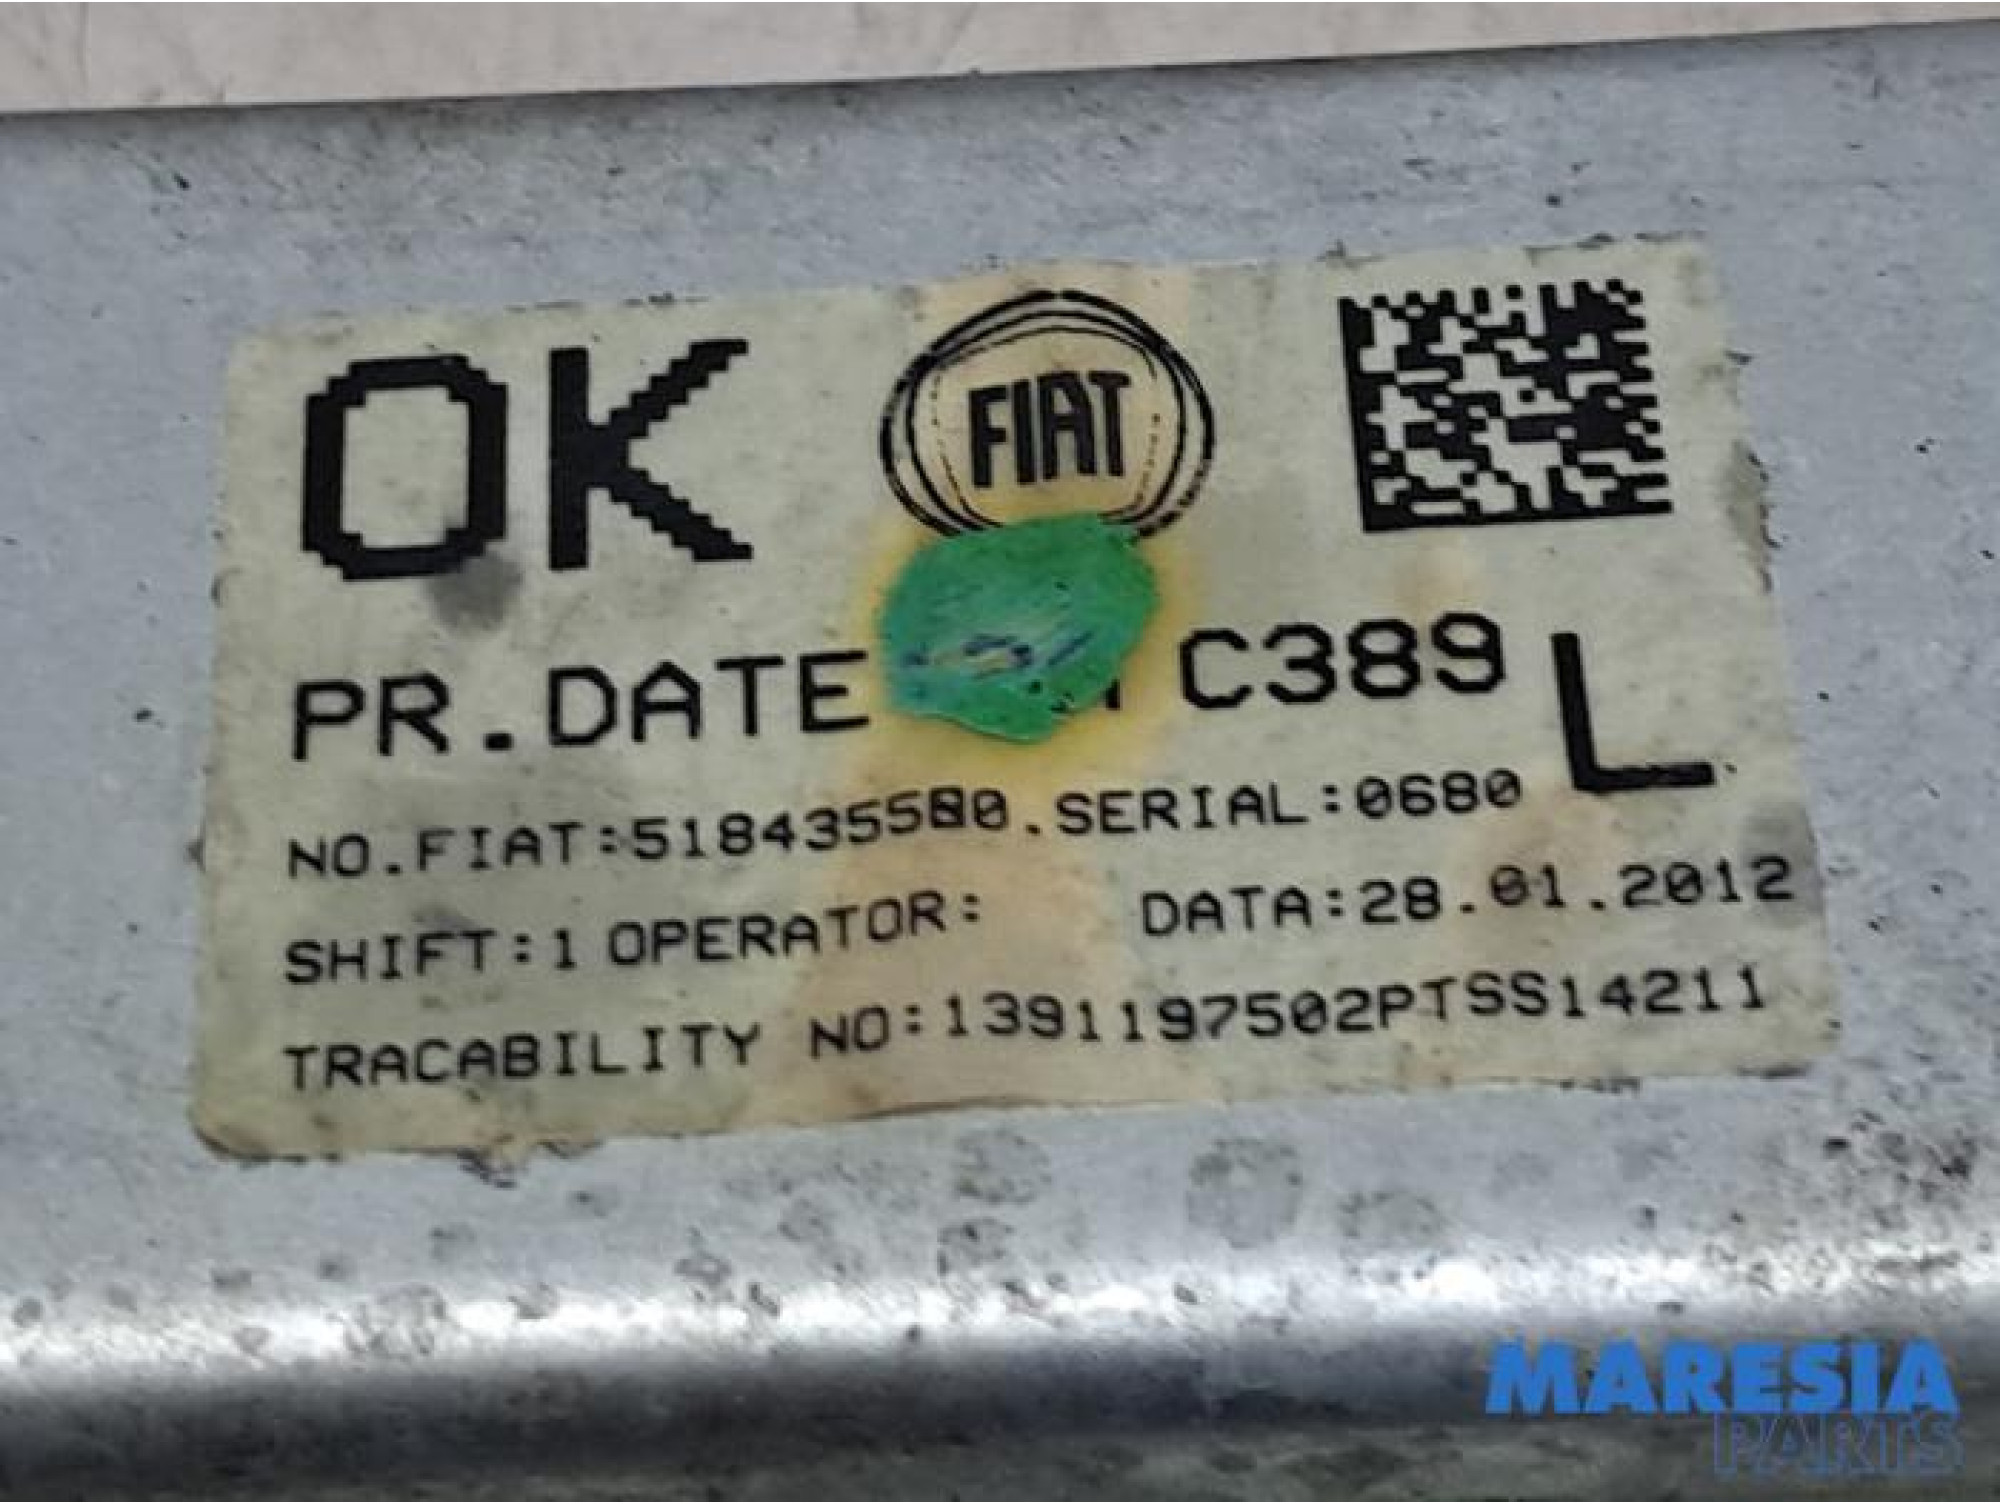 OK FIAT
PR.DATE C389 L
NO.FIAT: SERIAL:0680
SHIFT:1 OPERATOR: DATA:28.01.2012
TRACABILITY NO:1391197502PTSS14211
MARESIA
PARTS